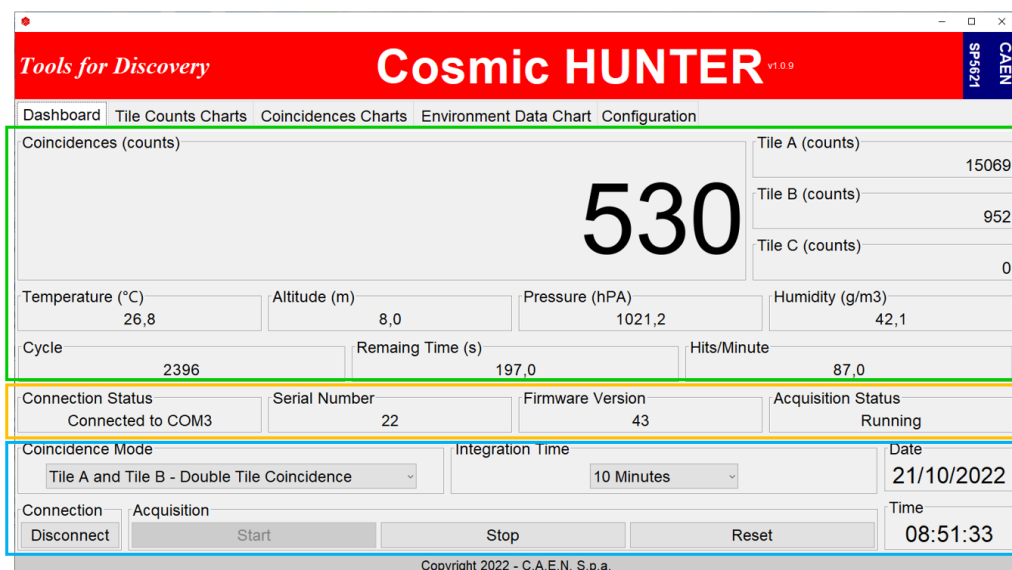 Tools for Discovery
Cosmic HUNTER v1.0.9
CAEN
SP5621
Dashboard Tile Counts Charts Coincidences Charts Environment Data Chart Configuration
Coincidences (counts)
530
Tile A (counts)
15069
Tile B (counts)
952
Tile C (counts)
0
Temperature (°C) Altitude (m) Pressure (hPA) Humidity (g/m3)
26,8 8,0 1021,2 42,1
Cycle Remaing Time (s) Hits/Minute
2396 197,0 87,0
Connection Status Serial Number Firmware Version Acquisition Status
Connected to COM3 22 43 Running
Coincidence Mode Integration Time Date
Tile A and Tile B - Double Tile Coincidence 10 Minutes 21/10/2022
Connection Acquisition Time
Disconnect Start Stop Reset 08:51:33
Copyright 2022 - C.A.E.N. S.p.a.